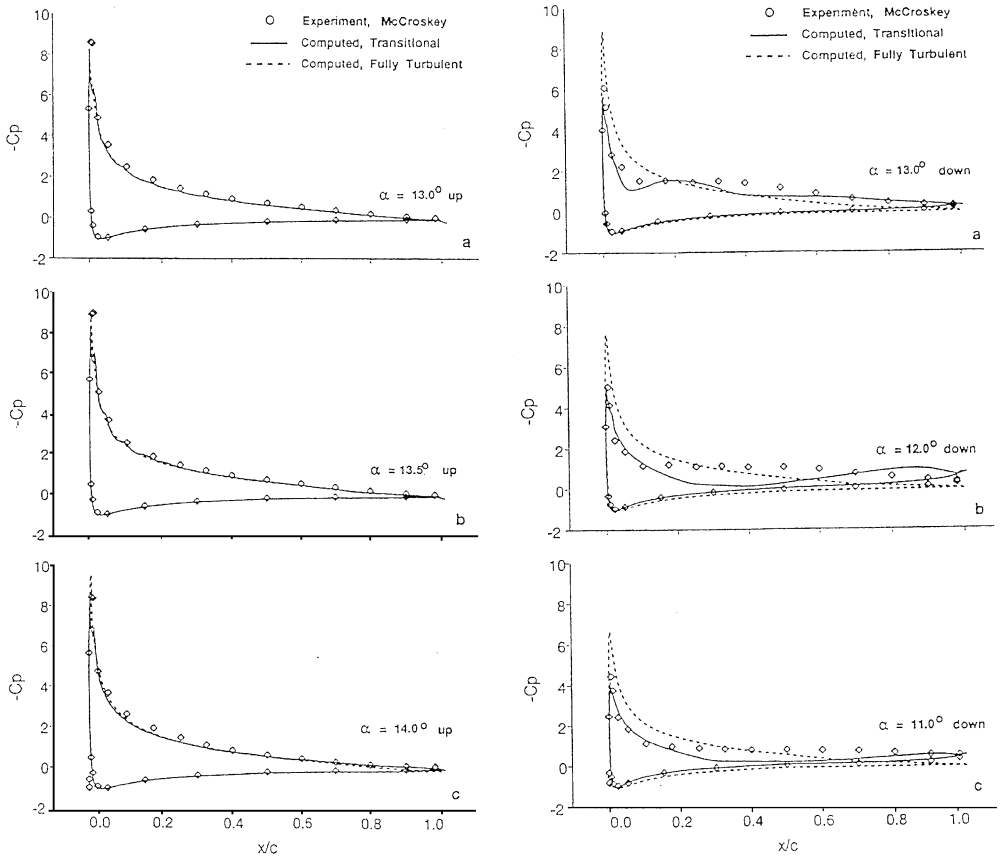 Experiment, McCroskey
Computed, Transitional
Computed, Fully Turbulent
10
8
6
4
2
0
-2
-Cp
α = 13.0° up
a
10
8
6
4
2
0
-2
-Cp
α = 13.5° up
b
10
8
6
4
2
0
-2
-Cp
α = 14.0° up
c
0.0 0.2 0.4 0.6 0.8 1.0
x/c
Experiment, McCroskey
Computed, Transitional
Computed, Fully Turbulent
10
8
6
4
2
0
-2
-Cp
α = 13.0° down
a
10
8
6
4
2
0
-2
-Cp
α = 12.0° down
b
10
8
6
4
2
0
-2
-Cp
α = 11.0° down
c
0.0 0.2 0.4 0.6 0.8 1.0
x/c